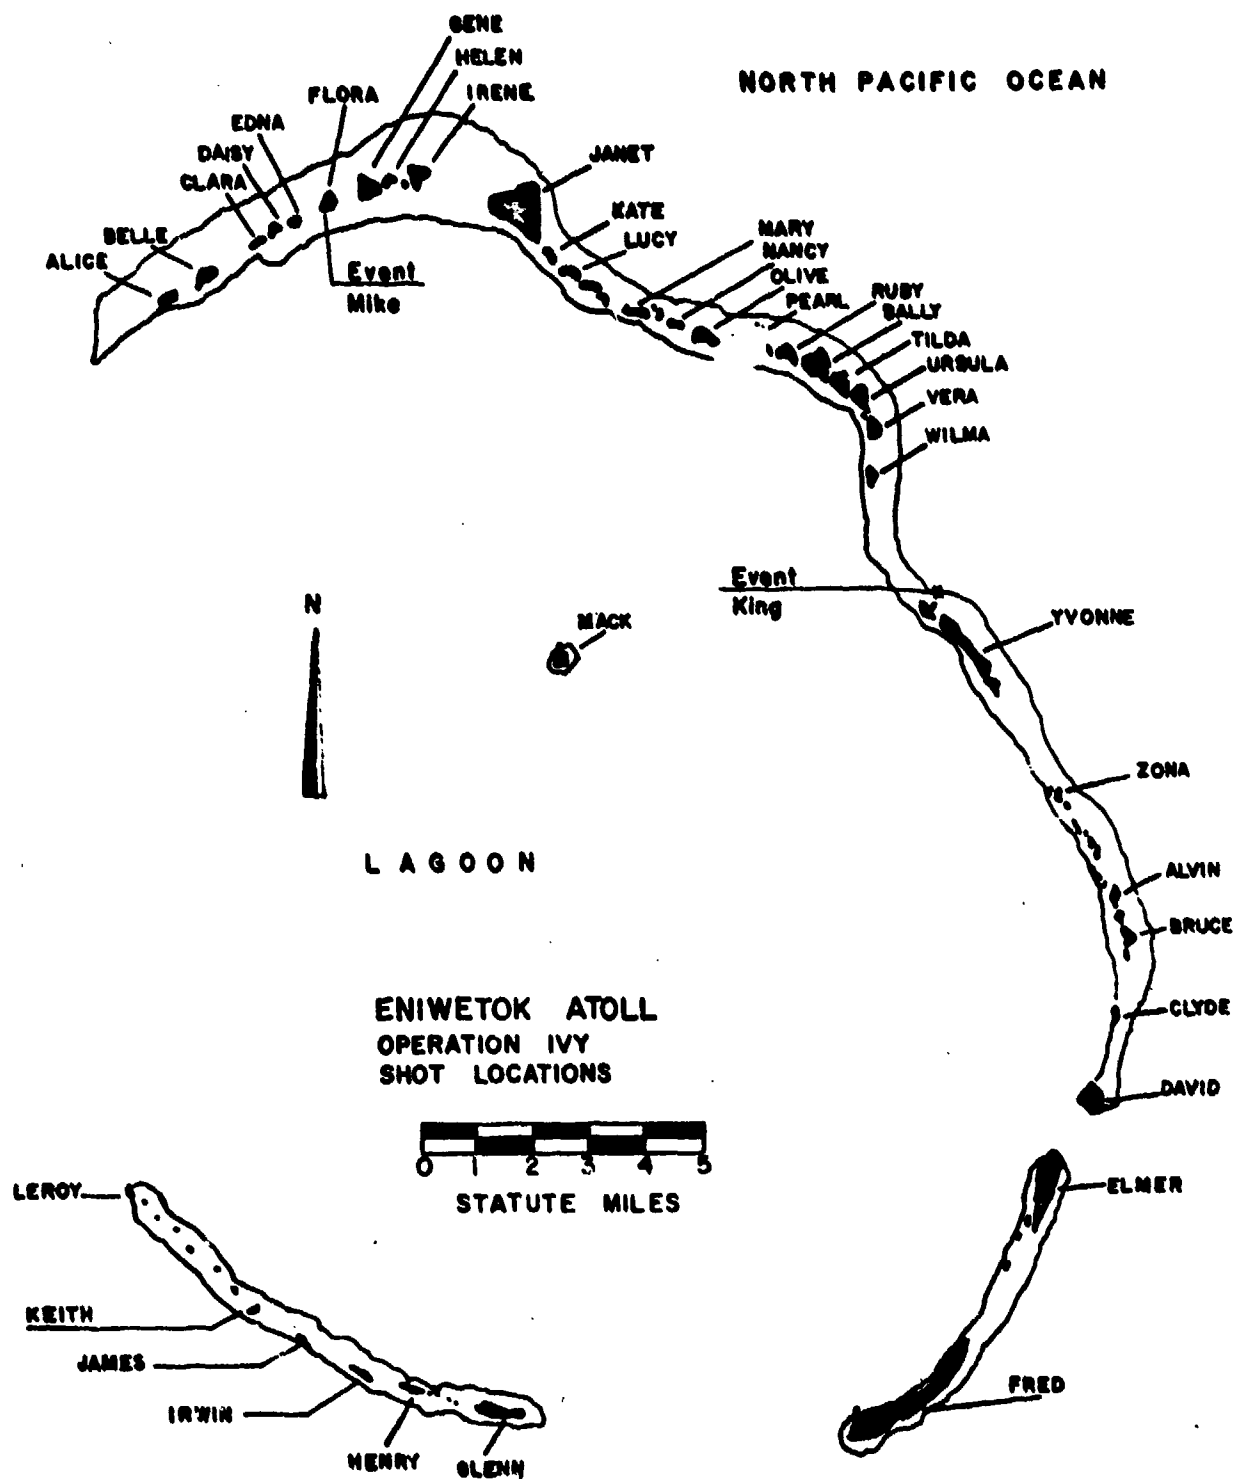 GENE
HELEN
IRENE
NORTH PACIFIC OCEAN
FLORA
EDNA
DAISY
CLARA
JANET
BELLE
ALICE
KATE
LUCY
MARY
NANCY
OLIVE
PEARL
RUBY
SALLY
TILDA
URSULA
VERA
WILMA
Event
Mike
Event
King
N
MACK
YVONNE
ZONA
LAGOON
ALVIN
BRUCE
CLYDE
DAVID
ENIWETOK ATOLL
OPERATION IVY
SHOT LOCATIONS
0 1 2 3 4 5
STATUTE MILES
LEROY
ELMER
KEITH
JAMES
IRWIN
HENRY
GLENN
FRED